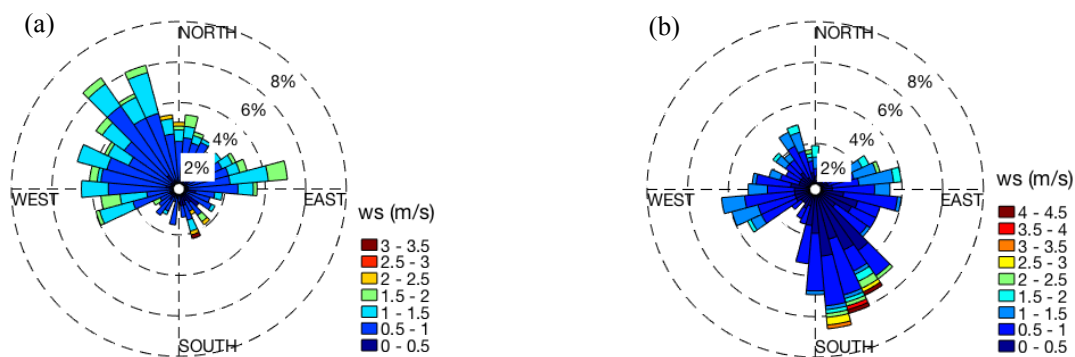 (a)
NORTH
8%
6%
4%
2%
WEST
EAST
SOUTH
ws (m/s)
3 - 3.5
2.5 - 3
2 - 2.5
1.5 - 2
1 - 1.5
0.5 - 1
0 - 0.5
(b)
NORTH
8%
6%
4%
2%
WEST
EAST
SOUTH
ws (m/s)
4 - 4.5
3.5 - 4
3 - 3.5
2.5 - 3
2 - 2.5
1.5 - 2
1 - 1.5
0.5 - 1
0 - 0.5